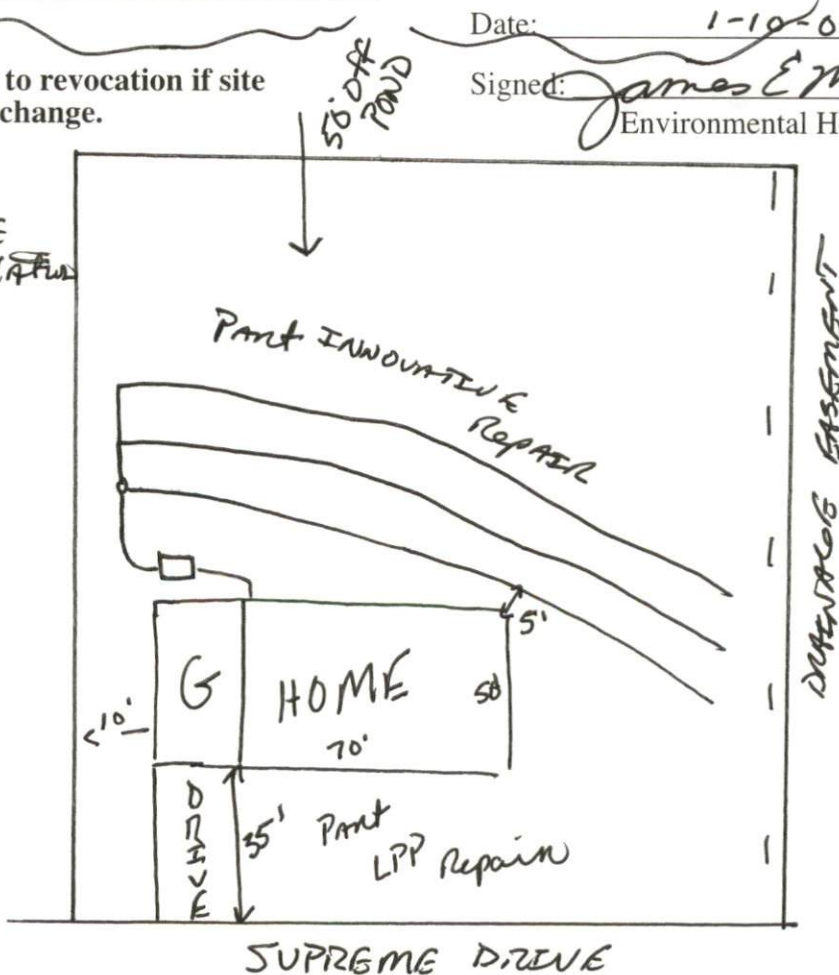 Date: 1-10-0
to revocation if site
change.
Signed: James E M
Environmental H
50' off
POND
Part INNOVATIVE
Repair
DRAINAGE EASEMENT
5'
G
HOME
50'
70'
<10'
DRIVE
35'
Part
LPP Repair
SUPREME DRIVE